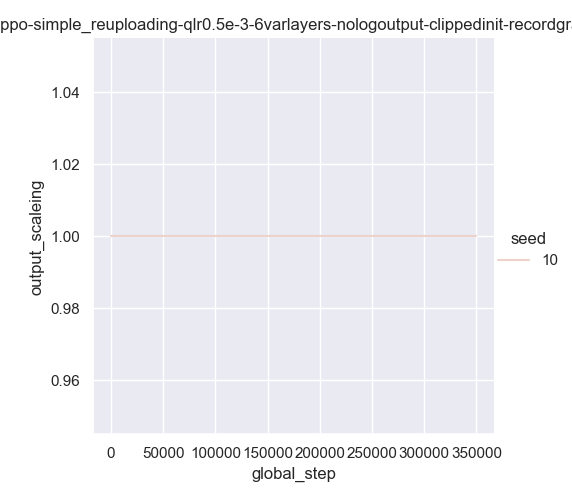 ppo-simple_reuploading-qlr0.5e-3-6varlayers-nologoutput-clippedinit-recordgra
1.04
1.02
1.00
0.98
0.96
output_scaleing
0 50000 100000 150000 200000 250000 300000 350000
global_step
seed
10